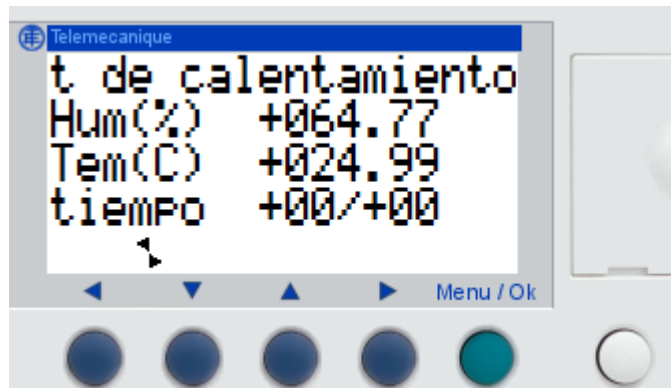 Telemecanique
t de calentamiento
Hum(%) +064.77
Tem(C) +024.99
tiempo +00/+00
Menu / Ok